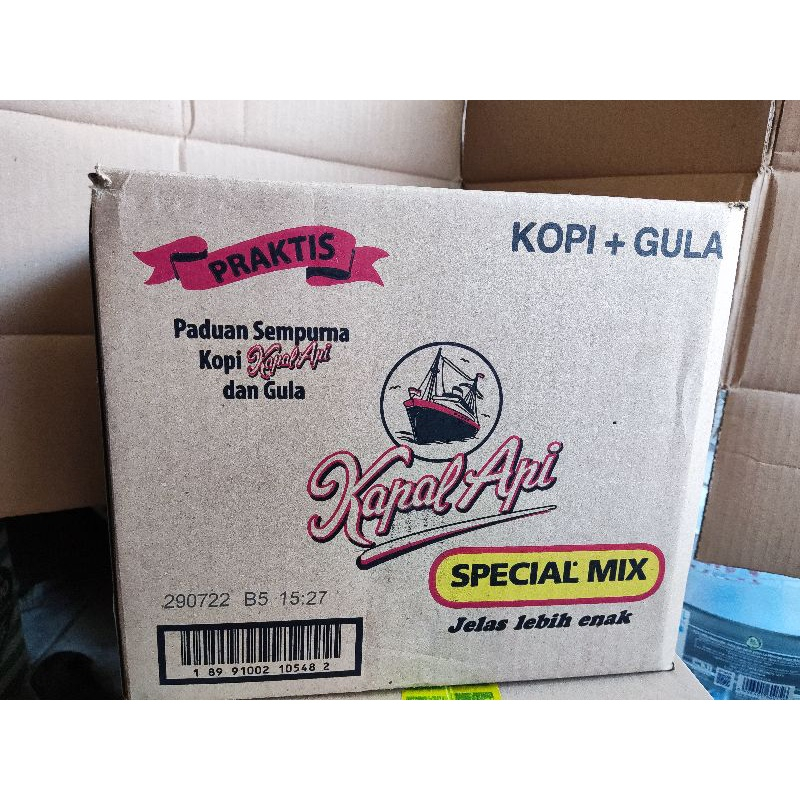 PRAKTIS
KOPI + GULA
Paduan Sempurna
Kopi Kapal Api
dan Gula
Kapal Api
SPECIAL MIX
Jelas lebih enak
290722 B5 15:27
1 89 91002 10548 2